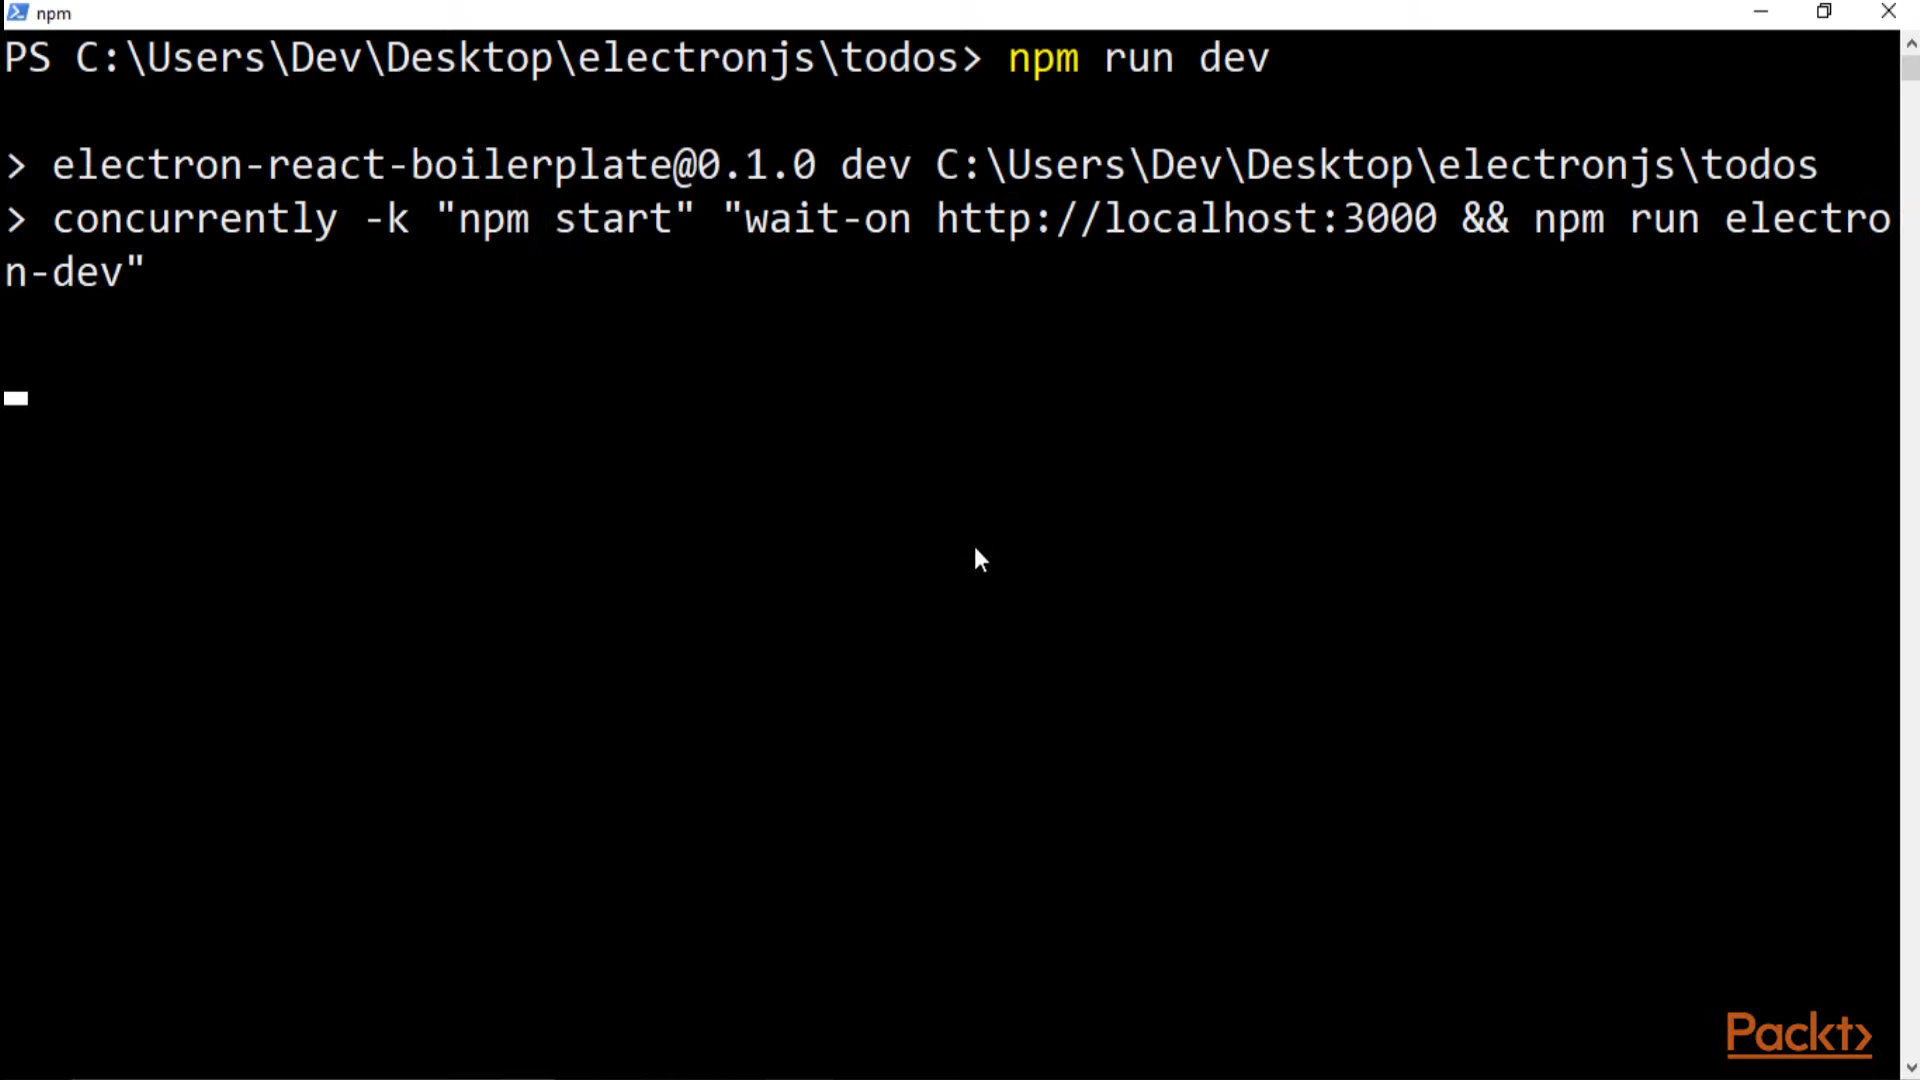 npm
PS C:\Users\Dev\Desktop\electronjs\todos> npm run dev
> electron-react-boilerplate@0.1.0 dev C:\Users\Dev\Desktop\electronjs\todos
> concurrently -k "npm start" "wait-on http://localhost:3000 && npm run electro
n-dev"
Packt>